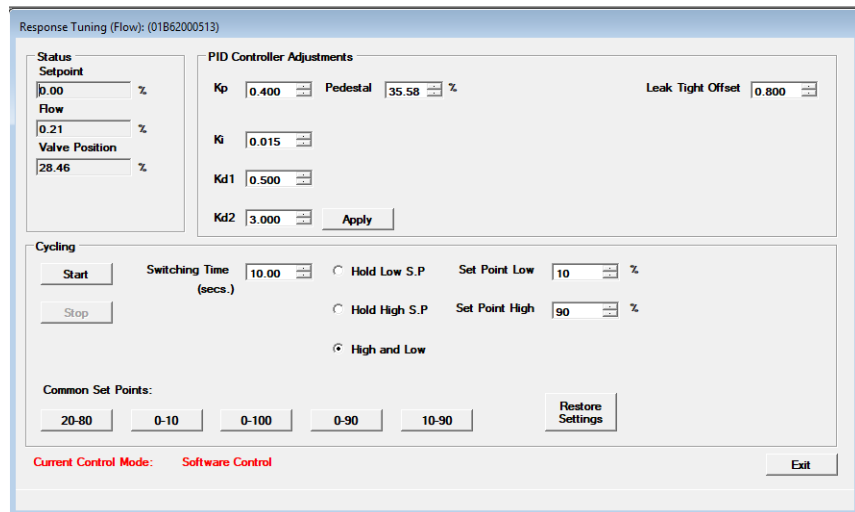 Response Tuning (Flow): (01B62000513)
Status
Setpoint
0.00 %
Flow
0.21 %
Valve Position
28.46 %
PID Controller Adjustments
Kp 0.400 Pedestal 35.58 % Leak Tight Offset 0.800
Ki 0.015
Kd1 0.500
Kd2 3.000 Apply
Cycling
Start Switching Time 10.00 Hold Low S.P Set Point Low 10 %
(secs.)
Stop Hold High S.P Set Point High 90 %
High and Low
Common Set Points:
20-80 0-10 0-100 0-90 10-90 Restore
Settings
Current Control Mode: Software Control Exit